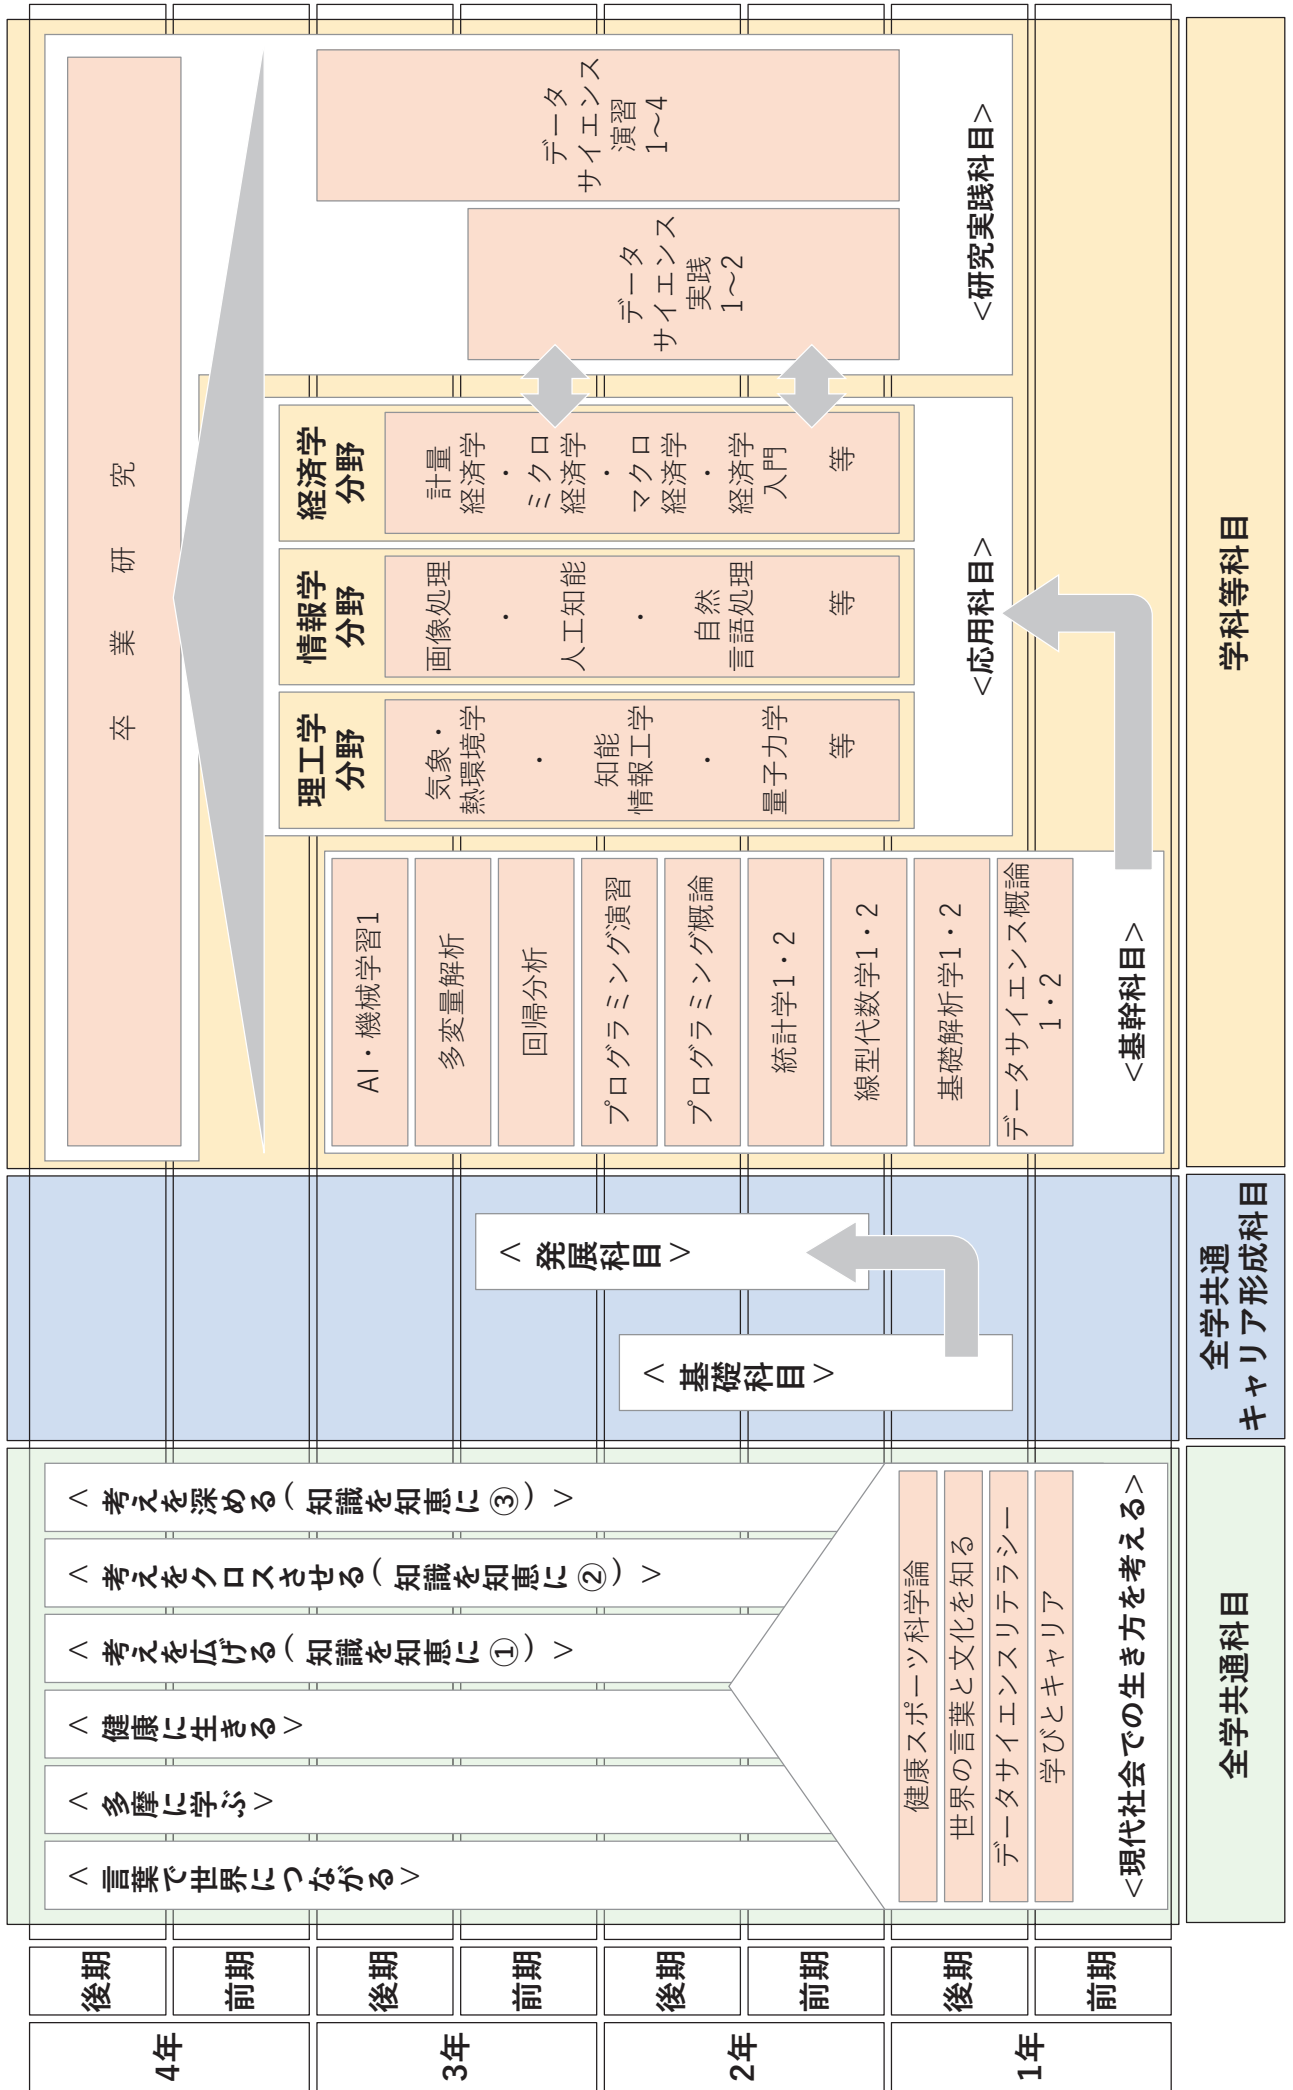 4年
後期
前期
3年
後期
前期
2年
後期
前期
1年
後期
前期
全学共通科目
＜言葉で世界につながる＞
＜多摩に学ぶ＞
＜健康に生きる＞
＜考えを広げる(知識を知恵に①)＞
＜考えをクロスさせる(知識を知恵に②)＞
＜考えを深める(知識を知恵に③)＞
健康スポーツ科学論
世界の言葉と文化を知る
データサイエンスリテラシー
学びとキャリア
＜現代社会での生き方を考える＞
全学共通
キャリア形成科目
＜基礎科目＞
＜発展科目＞
学科等科目
卒業研究
AI・機械学習1
多変量解析
回帰分析
プログラミング演習
プログラミング概論
統計学1・2
線型代数学1・2
基礎解析学1・2
データサイエンス概論
1・2
＜基幹科目＞
理工学
分野
気象・
熱環境学
・
知能
情報工学
・
量子力学
等
情報学
分野
画像処理
・
人工知能
・
自然
言語処理
等
経済学
分野
計量
経済学
・
ミクロ
経済学
・
マクロ
経済学
・
経済学
入門
等
＜応用科目＞
データ
サイエンス
実践
1～2
データ
サイエンス
演習
1～4
＜研究実践科目＞